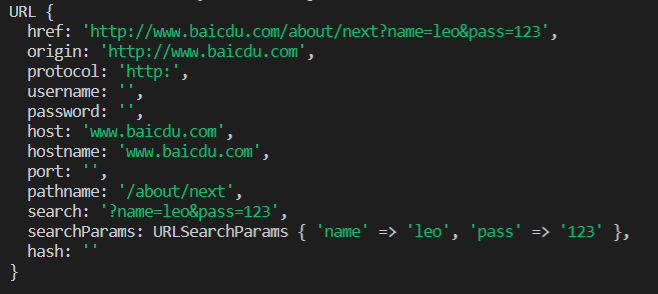 URL {
  href: 'http://www.baicdu.com/about/next?name=leo&pass=123',
  origin: 'http://www.baicdu.com',
  protocol: 'http:',
  username: '',
  password: '',
  host: 'www.baicdu.com',
  hostname: 'www.baicdu.com',
  port: '',
  pathname: '/about/next',
  search: '?name=leo&pass=123',
  searchParams: URLSearchParams { 'name' => 'leo', 'pass' => '123' },
  hash: ''
}